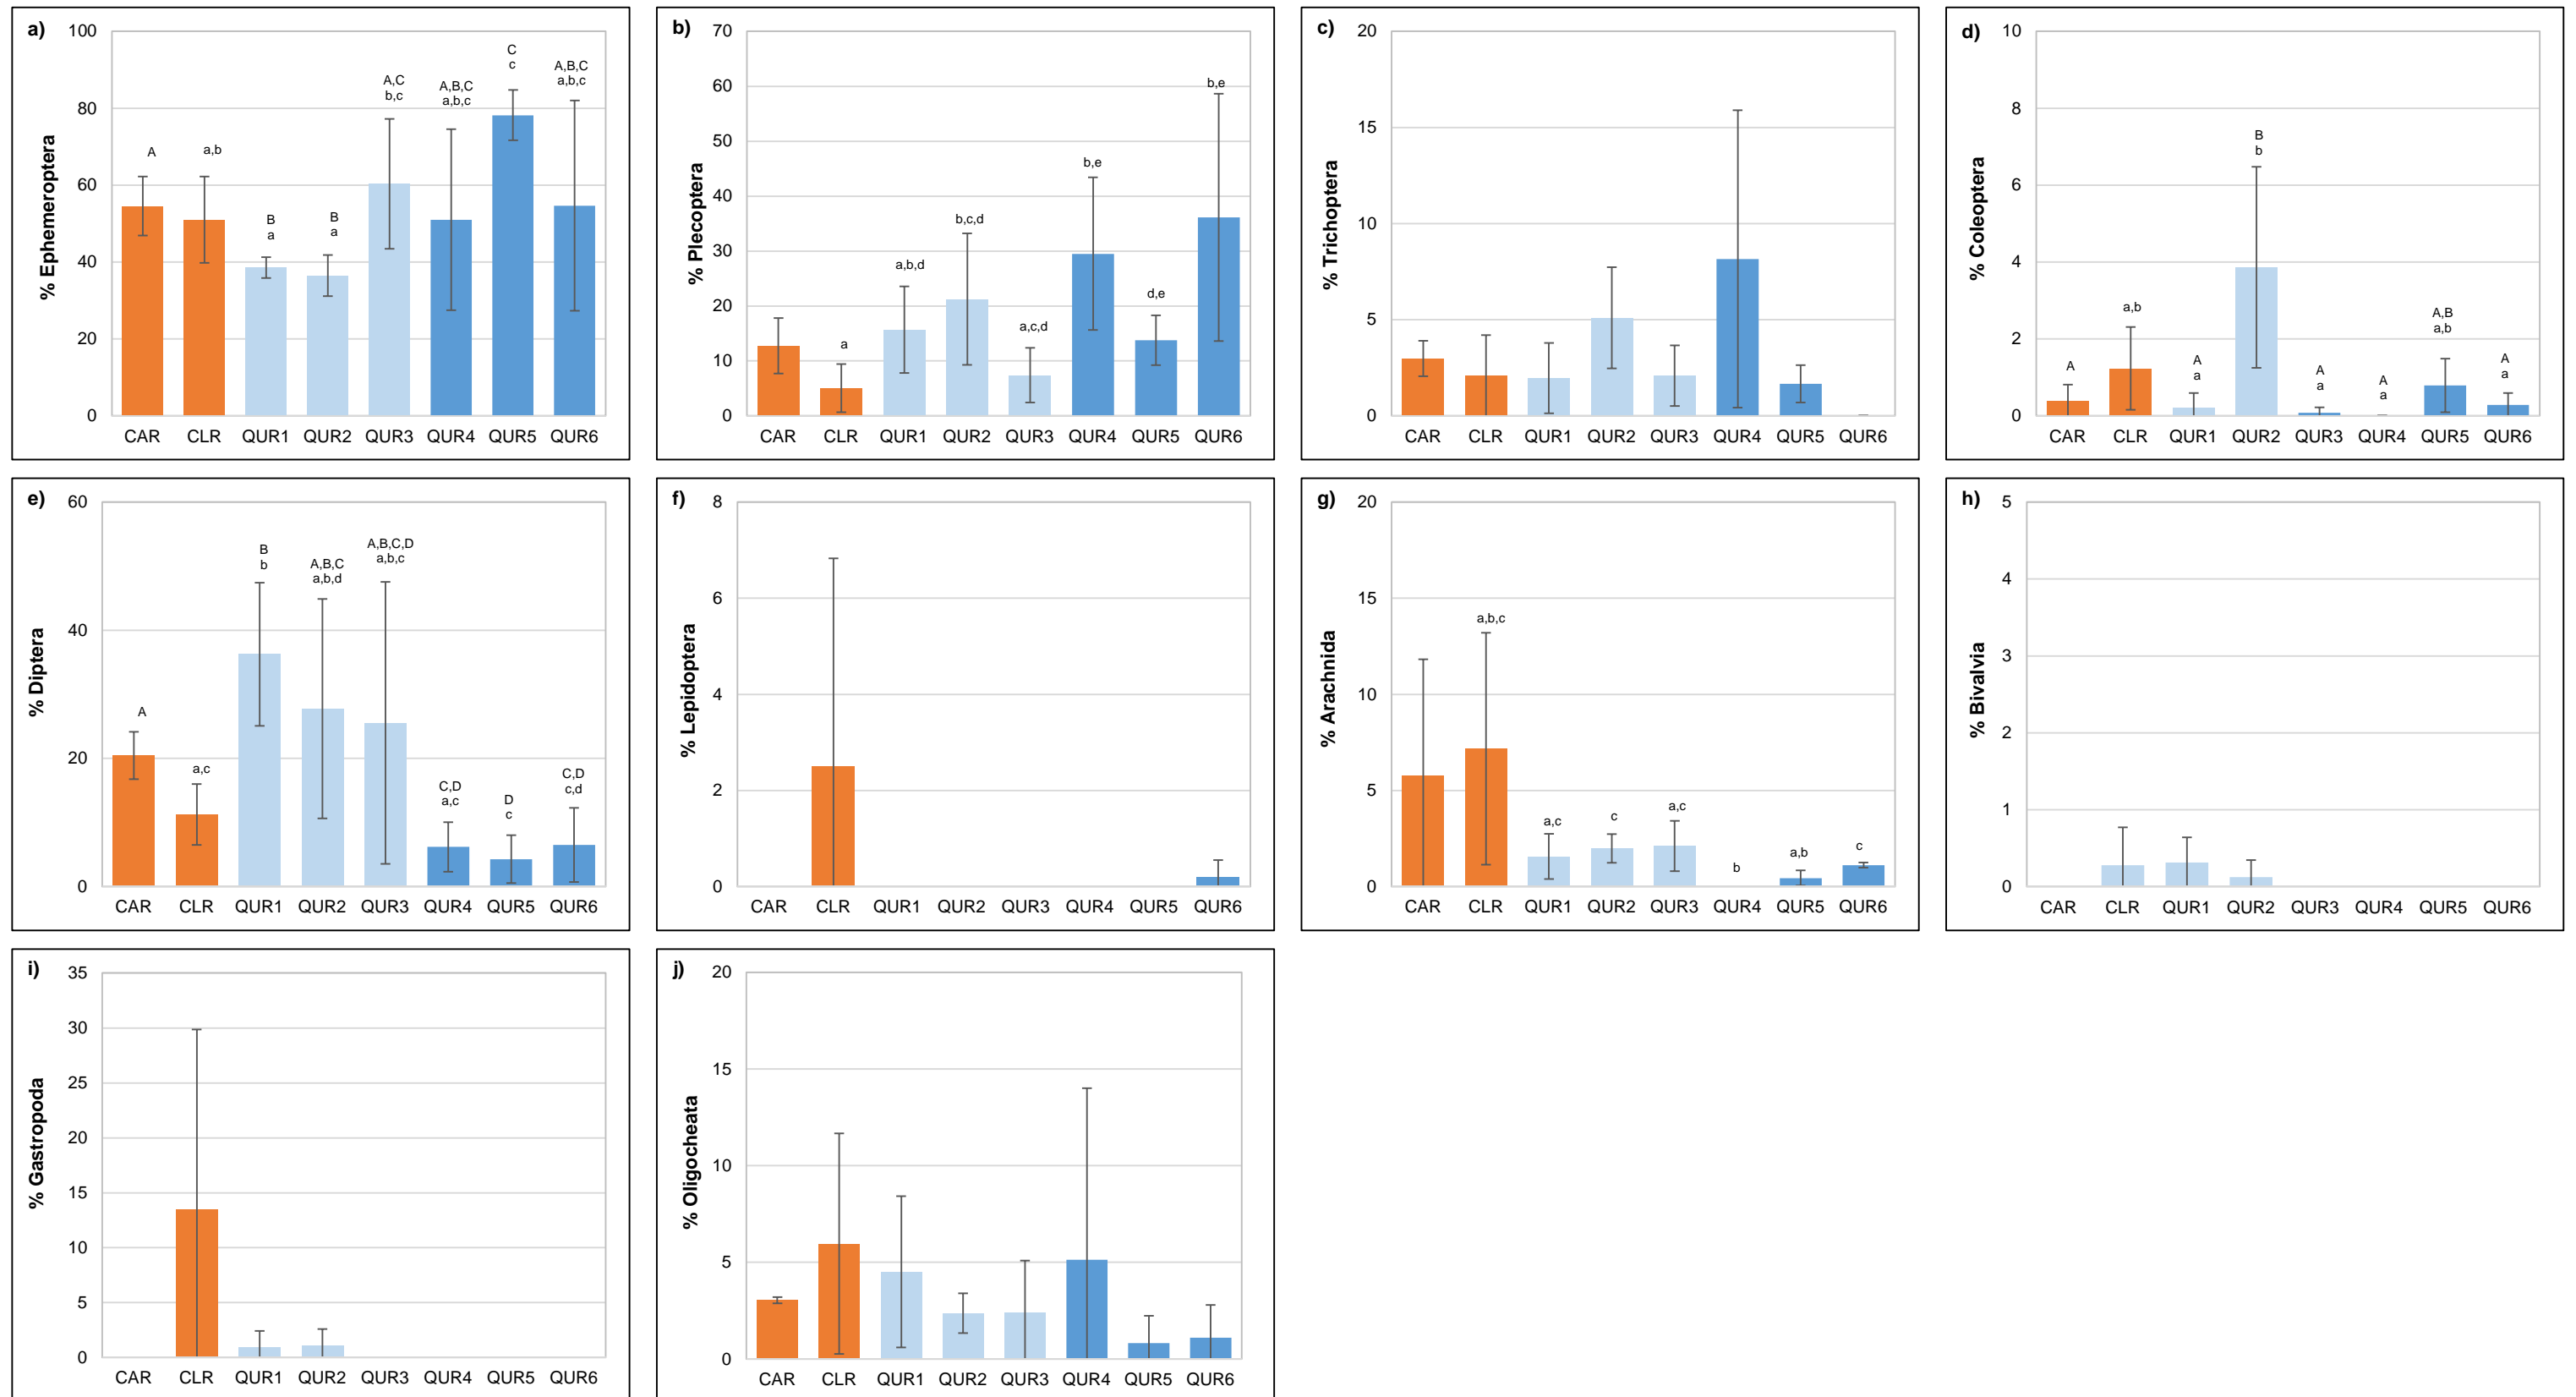 a)
% Ephemeroptera
100
80
60
40
20
0
A
a,b
B
a
B
a
A,C
b,c
A,B,C
a,b,c
C
c
A,B,C
a,b,c
CAR CLR QUR1 QUR2 QUR3 QUR4 QUR5 QUR6
b)
% Plecoptera
70
60
50
40
30
20
10
0
a
a,b,d
b,c,d
a,c,d
b,e
d,e
b,e
CAR CLR QUR1 QUR2 QUR3 QUR4 QUR5 QUR6
c)
% Trichoptera
20
15
10
5
0
CAR CLR QUR1 QUR2 QUR3 QUR4 QUR5 QUR6
d)
% Coleoptera
10
8
6
4
2
0
A
a,b
A
a
B
b
A
a
A
a
A,B
a,b
A
a
CAR CLR QUR1 QUR2 QUR3 QUR4 QUR5 QUR6
e)
% Diptera
60
40
20
0
A
a,c
B
b
A,B,C
a,b,d
A,B,C,D
a,b,c
C,D
a,c
D
c
C,D
c,d
CAR CLR QUR1 QUR2 QUR3 QUR4 QUR5 QUR6
f)
% Lepidoptera
8
6
4
2
0
CAR CLR QUR1 QUR2 QUR3 QUR4 QUR5 QUR6
g)
% Arachnida
20
15
10
5
0
a,b,c
a,c
c
a,c
b
a,b
c
CAR CLR QUR1 QUR2 QUR3 QUR4 QUR5 QUR6
h)
% Bivalvia
5
4
3
2
1
0
CAR CLR QUR1 QUR2 QUR3 QUR4 QUR5 QUR6
i)
% Gastropoda
35
30
25
20
15
10
5
0
CAR CLR QUR1 QUR2 QUR3 QUR4 QUR5 QUR6
j)
% Oligocheata
20
15
10
5
0
CAR CLR QUR1 QUR2 QUR3 QUR4 QUR5 QUR6